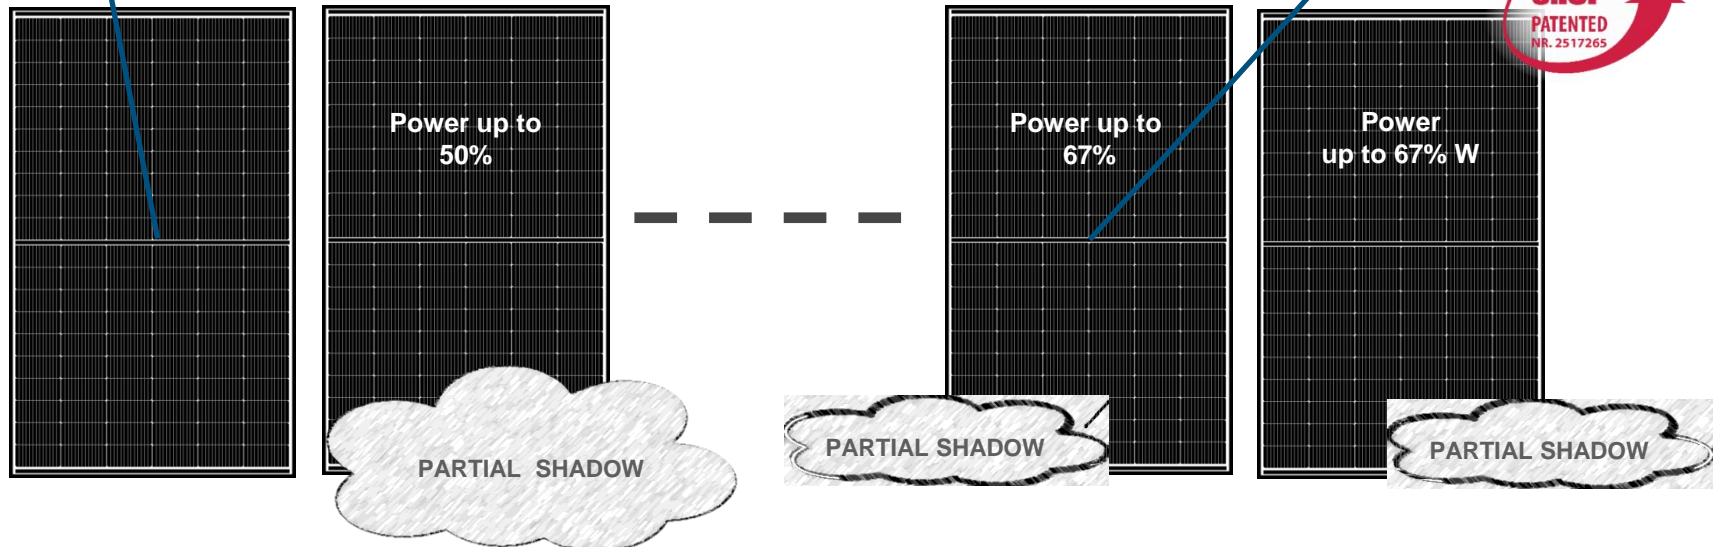 Power up to
50%
Power up to
67%
Power
up to 67% W
PATENTED
NR. 2517265
PARTIAL SHADOW
PARTIAL SHADOW
PARTIAL SHADOW